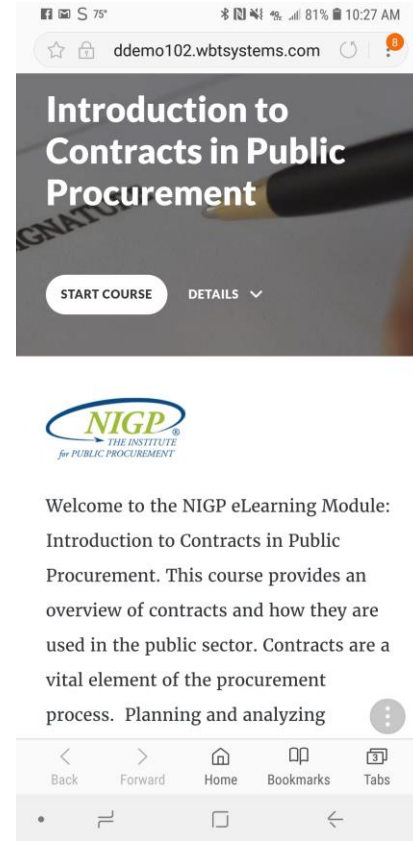 S 75° 81% 10:27 AM
ddemo102.wbtsystems.com 8
Introduction to
Contracts in Public
Procurement
SIGNATURE
START COURSE DETAILS
NIGP®
THE INSTITUTE
for PUBLIC PROCUREMENT
Welcome to the NIGP eLearning Module:
Introduction to Contracts in Public
Procurement. This course provides an
overview of contracts and how they are
used in the public sector. Contracts are a
vital element of the procurement
process. Planning and analyzing
Back Forward Home Bookmarks Tabs
3